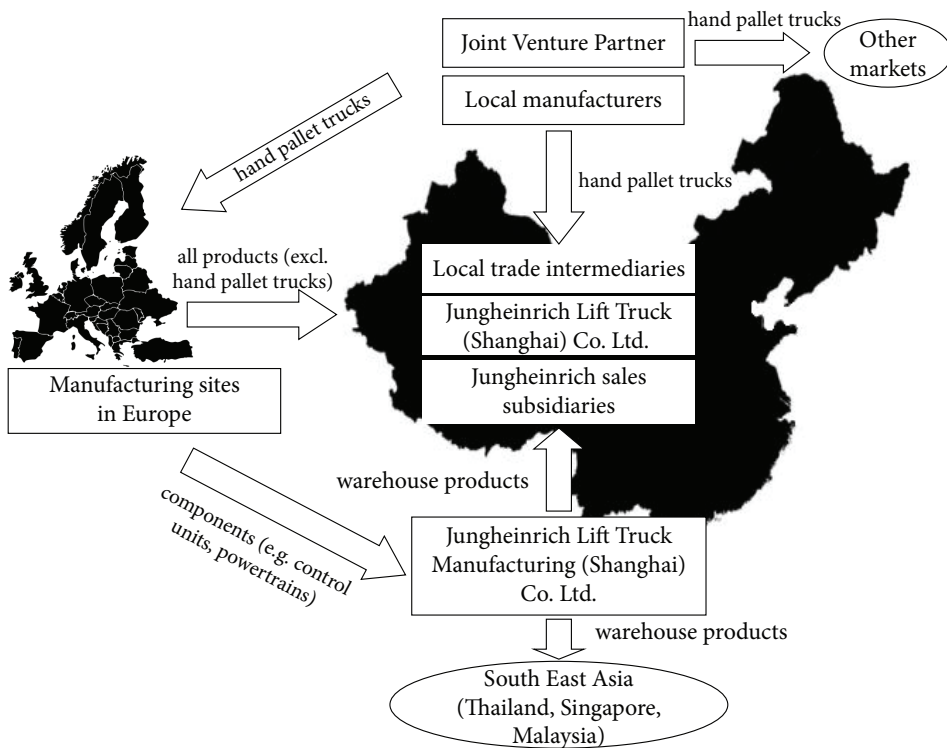 hand pallet trucks
Joint Venture Partner
Other
markets
Local manufacturers
hand pallet trucks
hand pallet trucks
all products (excl.
hand pallet trucks)
Local trade intermediaries
Jungheinrich Lift Truck
(Shanghai) Co. Ltd.
Jungheinrich sales
subsidiaries
Manufacturing sites
in Europe
warehouse products
components (e.g. control
units, powertrains)
Jungheinrich Lift Truck
Manufacturing (Shanghai)
Co. Ltd.
warehouse products
South East Asia
(Thailand, Singapore,
Malaysia)